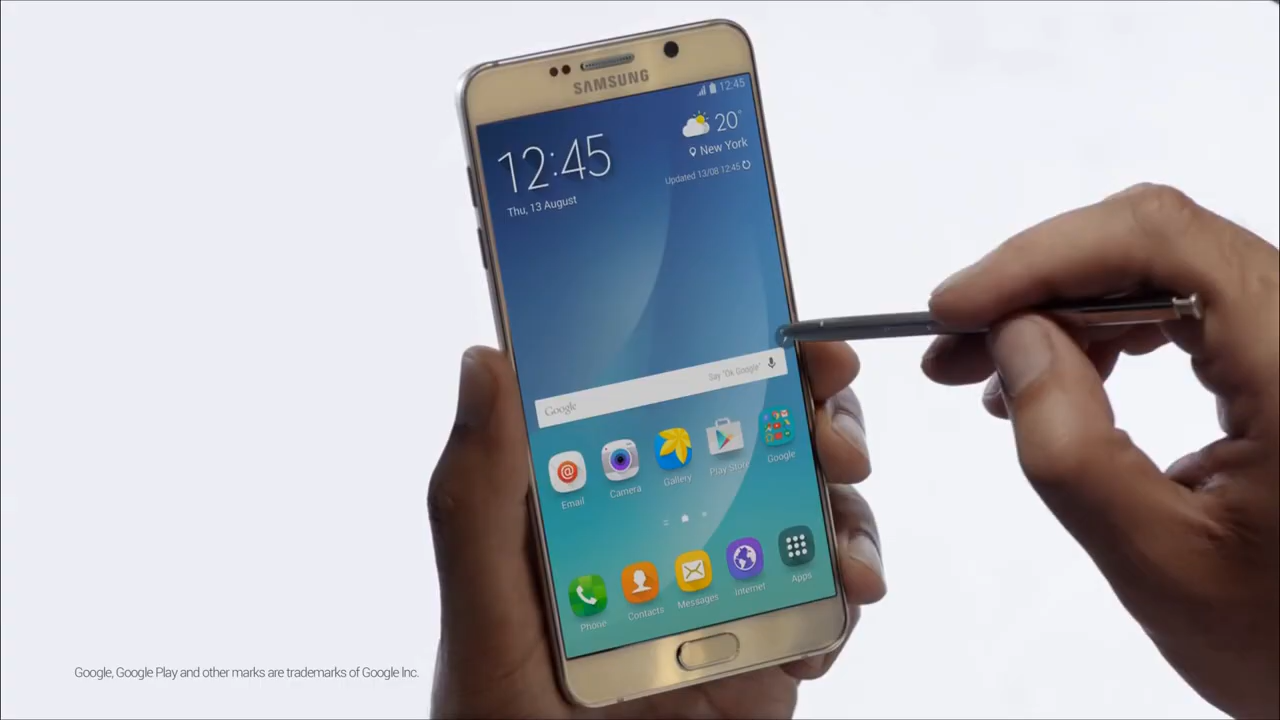 SAMSUNG
12:45
12:45
Thu, 13 August
20°
New York
Updated 13/08 12:45
Google
Say "Ok Google"
Email
Camera
Gallery
Play Store
Google
Phone
Contacts
Messages
Internet
Apps
Google, Google Play and other marks are trademarks of Google Inc.